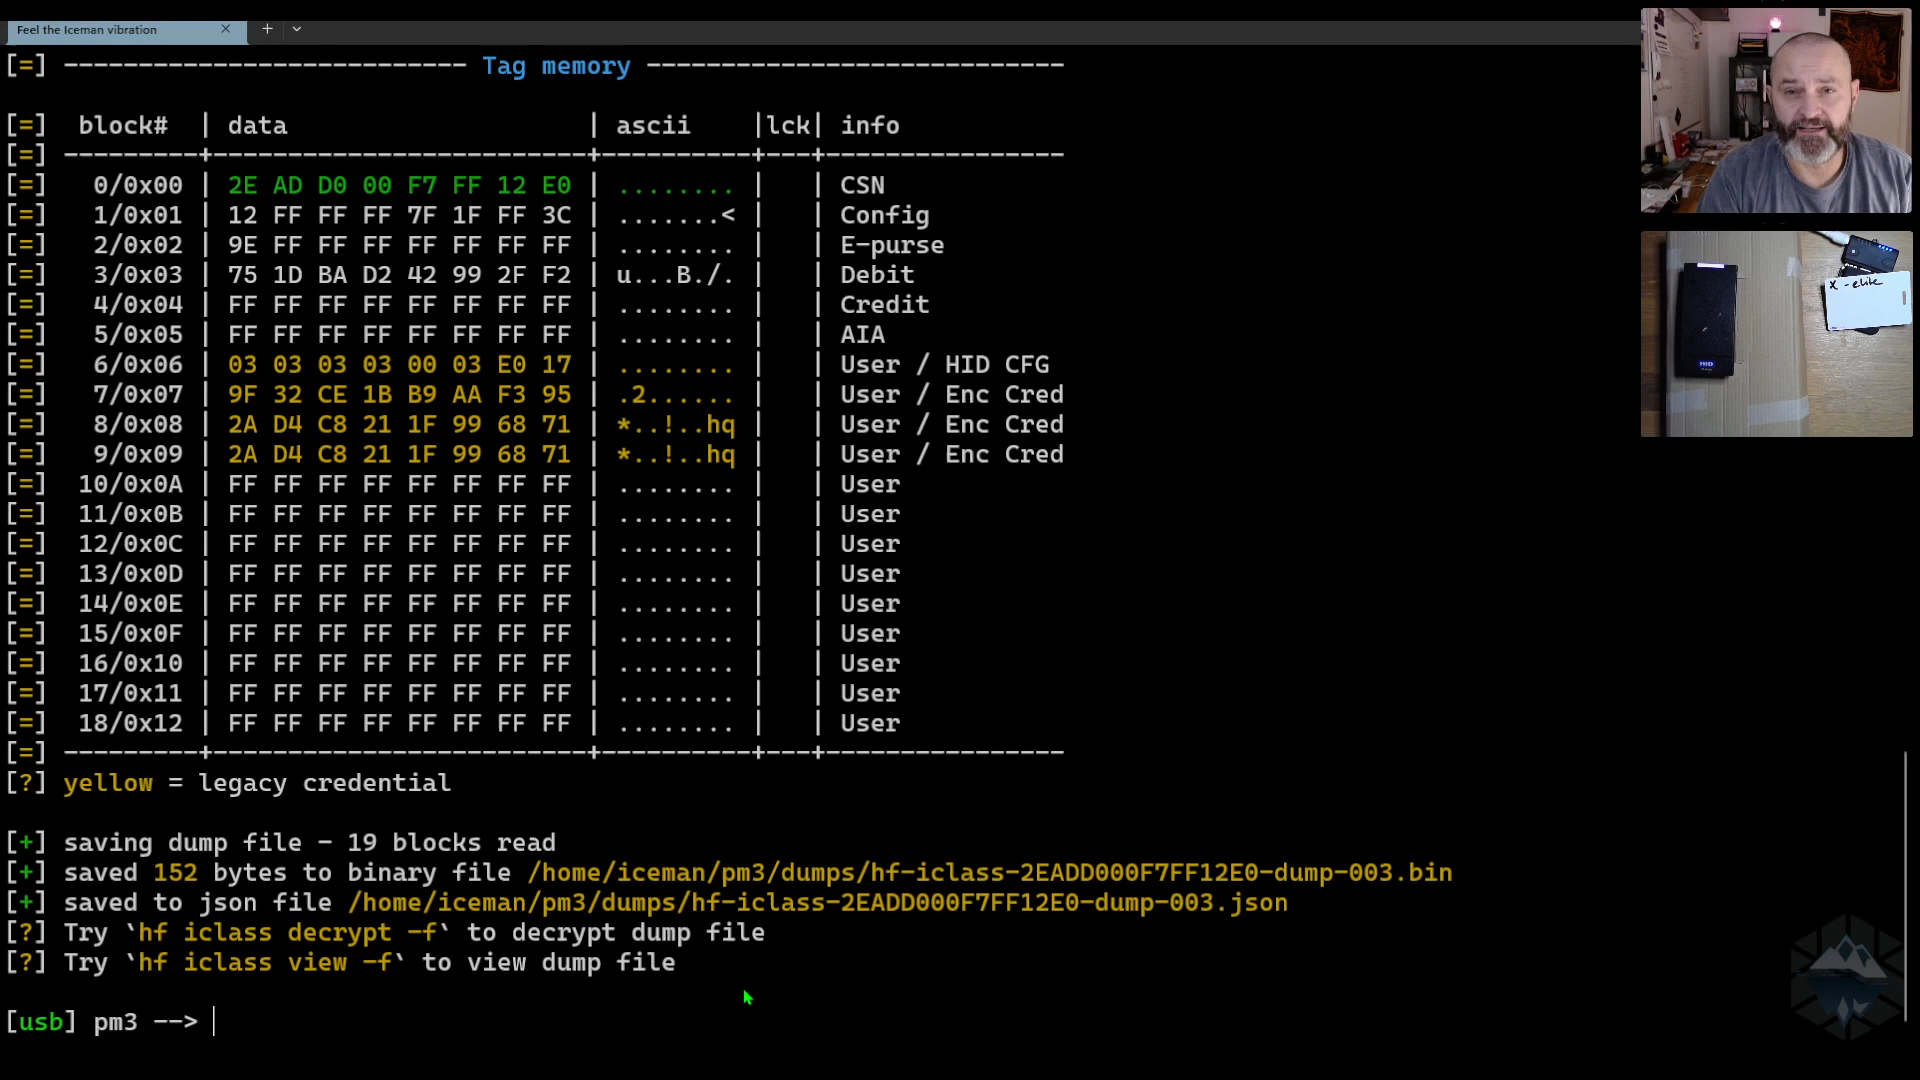 Feel the Iceman vibration
[=] --------------------------- Tag memory ----------------------------
[=] block# | data | ascii |lck| info
[=] ---------+-------------------------+----------+---+----------------
[=] 0/0x00 | 2E AD D0 00 F7 FF 12 E0 | ........ | | CSN
[=] 1/0x01 | 12 FF FF FF 7F 1F FF 3C | .......< | | Config
[=] 2/0x02 | 9E FF FF FF FF FF FF FF | ........ | | E-purse
[=] 3/0x03 | 75 1D BA D2 42 99 2F F2 | u...B./. | | Debit
[=] 4/0x04 | FF FF FF FF FF FF FF FF | ........ | | Credit
[=] 5/0x05 | FF FF FF FF FF FF FF FF | ........ | | AIA
[=] 6/0x06 | 03 03 03 03 00 03 E0 17 | ........ | | User / HID CFG
[=] 7/0x07 | 9F 32 CE 1B B9 AA F3 95 | .2...... | | User / Enc Cred
[=] 8/0x08 | 2A D4 C8 21 1F 99 68 71 | *..!..hq | | User / Enc Cred
[=] 9/0x09 | 2A D4 C8 21 1F 99 68 71 | *..!..hq | | User / Enc Cred
[=] 10/0x0A | FF FF FF FF FF FF FF FF | ........ | | User
[=] 11/0x0B | FF FF FF FF FF FF FF FF | ........ | | User
[=] 12/0x0C | FF FF FF FF FF FF FF FF | ........ | | User
[=] 13/0x0D | FF FF FF FF FF FF FF FF | ........ | | User
[=] 14/0x0E | FF FF FF FF FF FF FF FF | ........ | | User
[=] 15/0x0F | FF FF FF FF FF FF FF FF | ........ | | User
[=] 16/0x10 | FF FF FF FF FF FF FF FF | ........ | | User
[=] 17/0x11 | FF FF FF FF FF FF FF FF | ........ | | User
[=] 18/0x12 | FF FF FF FF FF FF FF FF | ........ | | User
[=] ---------+-------------------------+----------+---+----------------
[?] yellow = legacy credential
[+] saving dump file - 19 blocks read
[+] saved 152 bytes to binary file /home/iceman/pm3/dumps/hf-iclass-2EADD000F7FF12E0-dump-003.bin
[+] saved to json file /home/iceman/pm3/dumps/hf-iclass-2EADD000F7FF12E0-dump-003.json
[?] Try `hf iclass decrypt -f` to decrypt dump file
[?] Try `hf iclass view -f` to view dump file
[usb] pm3 -->
x -elite
HID